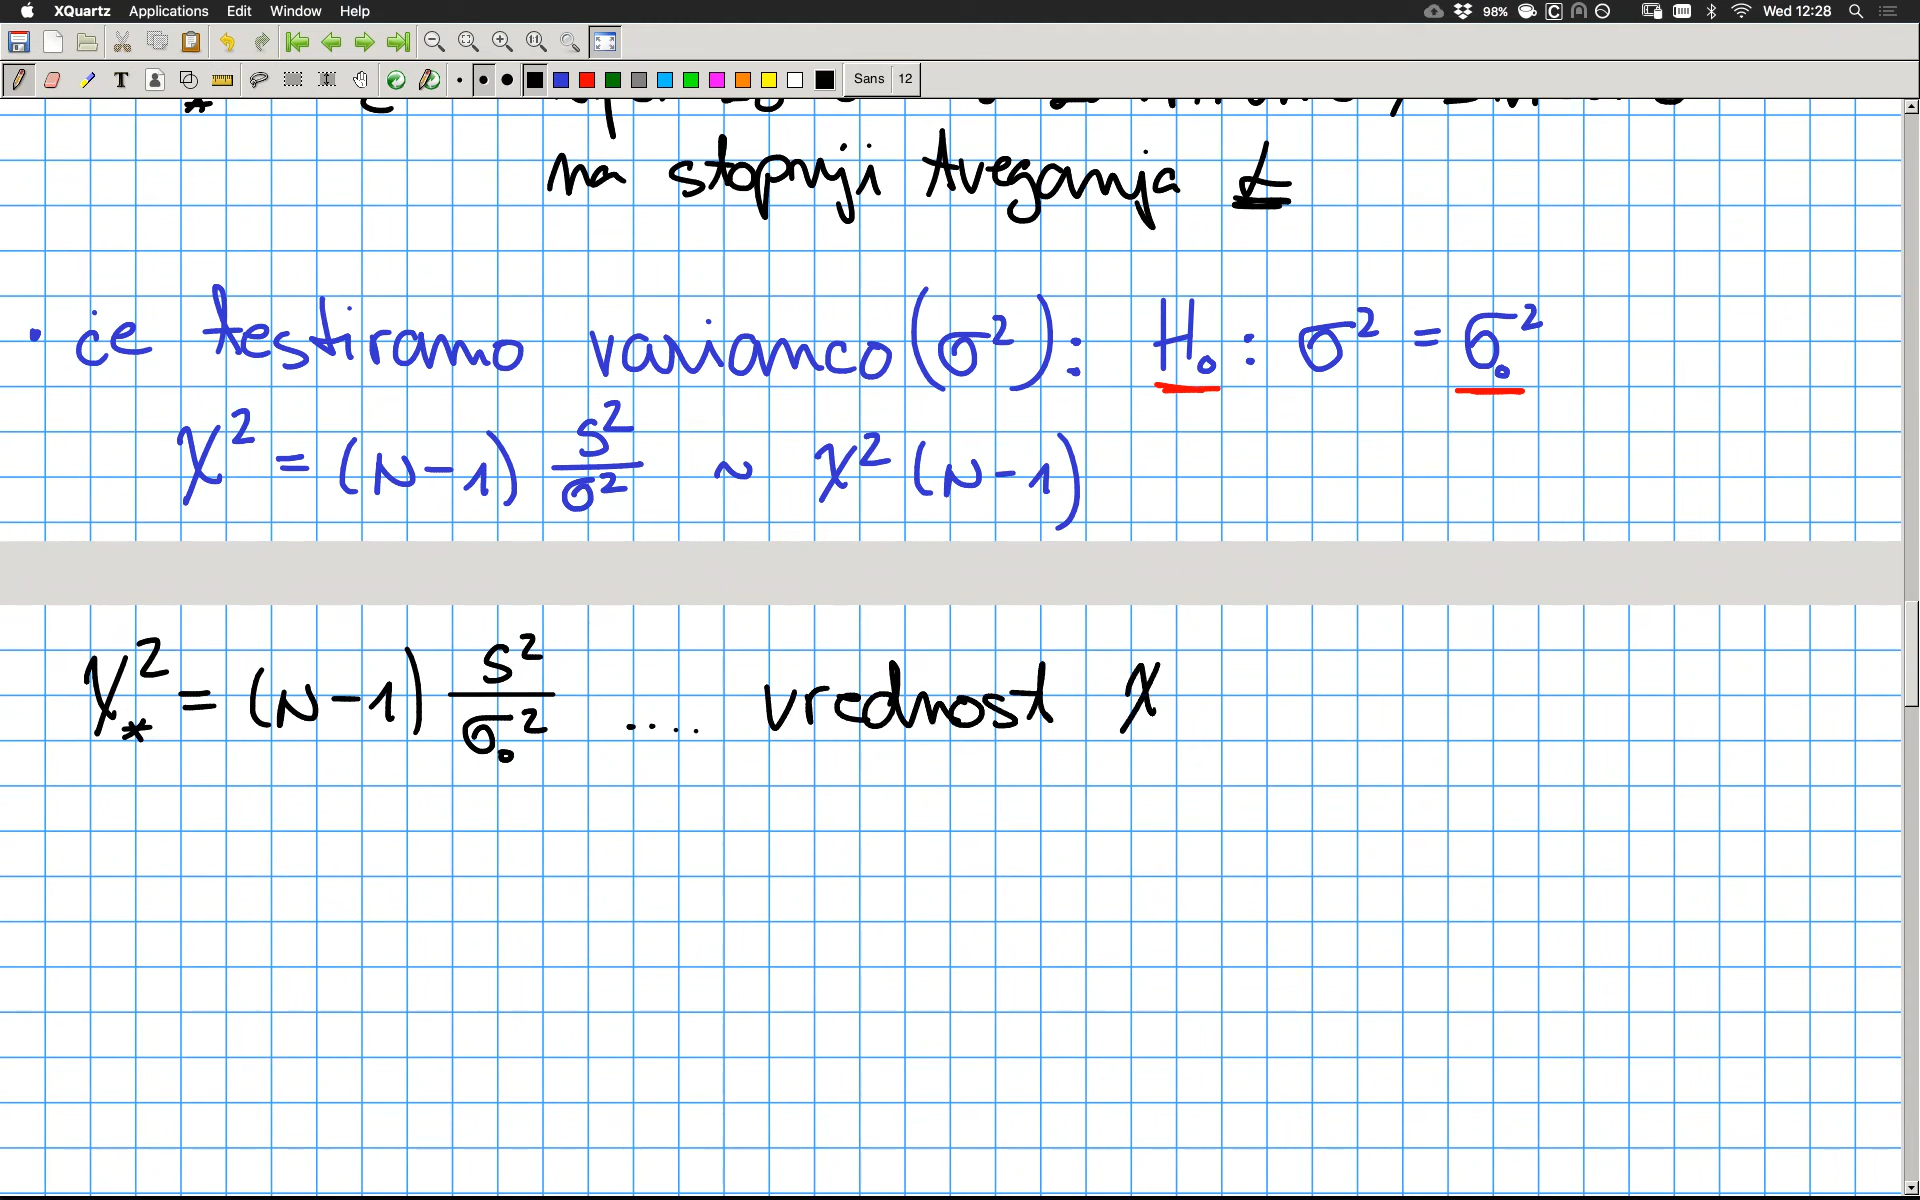 XQuartz Applications Edit Window Help 98% Wed 12:28
Sans 12
na stopnji tveganja α
· če testiramo varianco (σ²): H₀ : σ² = σ₀²
χ² = (N-1) s²/σ² ~ χ² (N-1)
χ²* = (N-1) s²/σ₀² .... vrednost χ